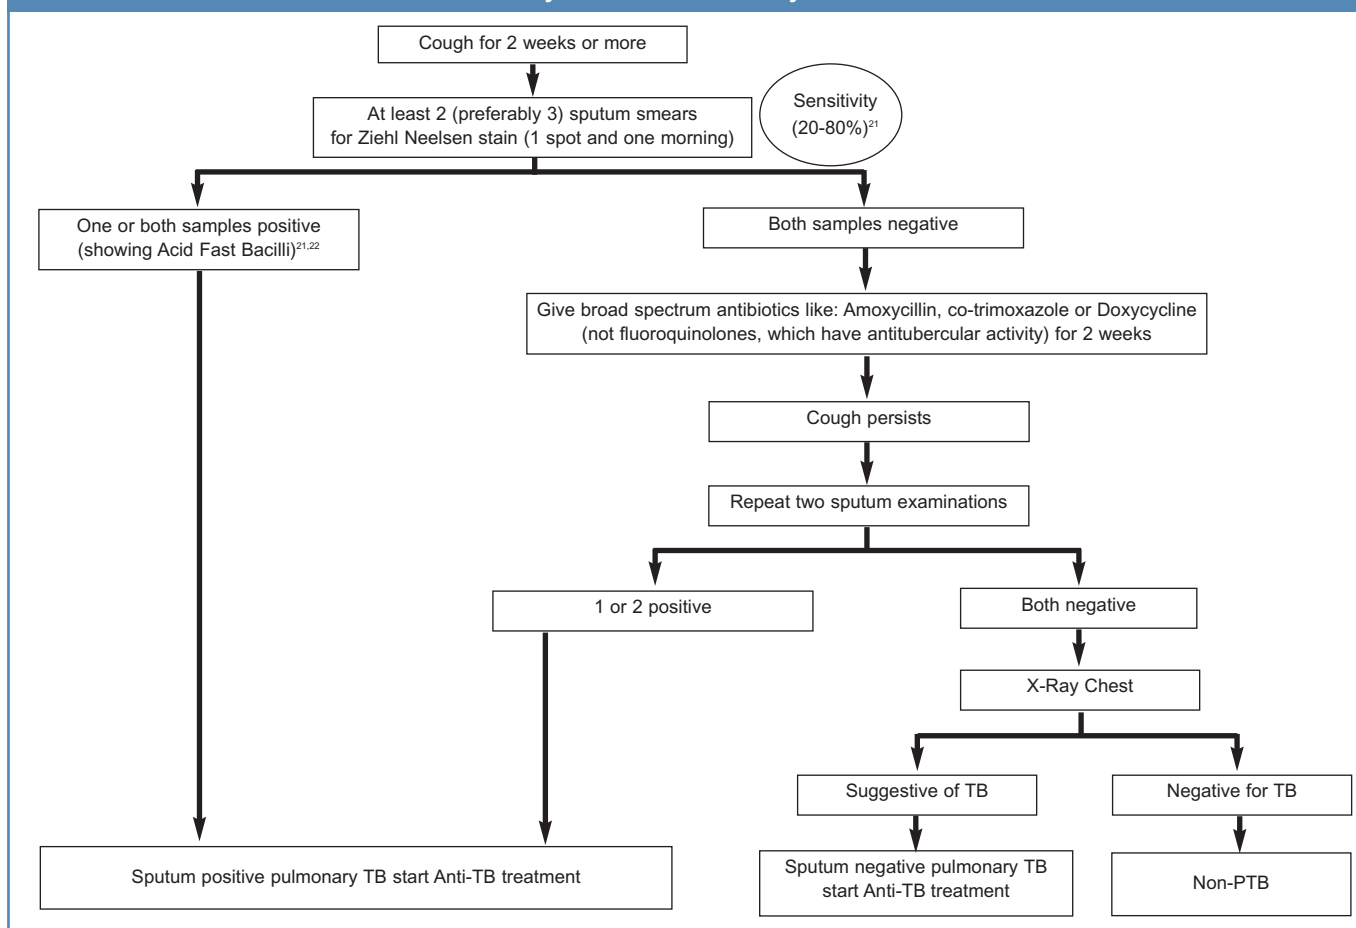 Cough for 2 weeks or more
At least 2 (preferably 3) sputum smears
for Ziehl Neelsen stain (1 spot and one morning)
Sensitivity
(20-80%)21
One or both samples positive
(showing Acid Fast Bacilli)21,22
Both samples negative
Give broad spectrum antibiotics like: Amoxycillin, co-trimoxazole or Doxycycline
(not fluoroquinolones, which have antitubercular activity) for 2 weeks
Cough persists
Repeat two sputum examinations
1 or 2 positive
Both negative
X-Ray Chest
Suggestive of TB
Negative for TB
Sputum positive pulmonary TB start Anti-TB treatment
Sputum negative pulmonary TB
start Anti-TB treatment
Non-PTB